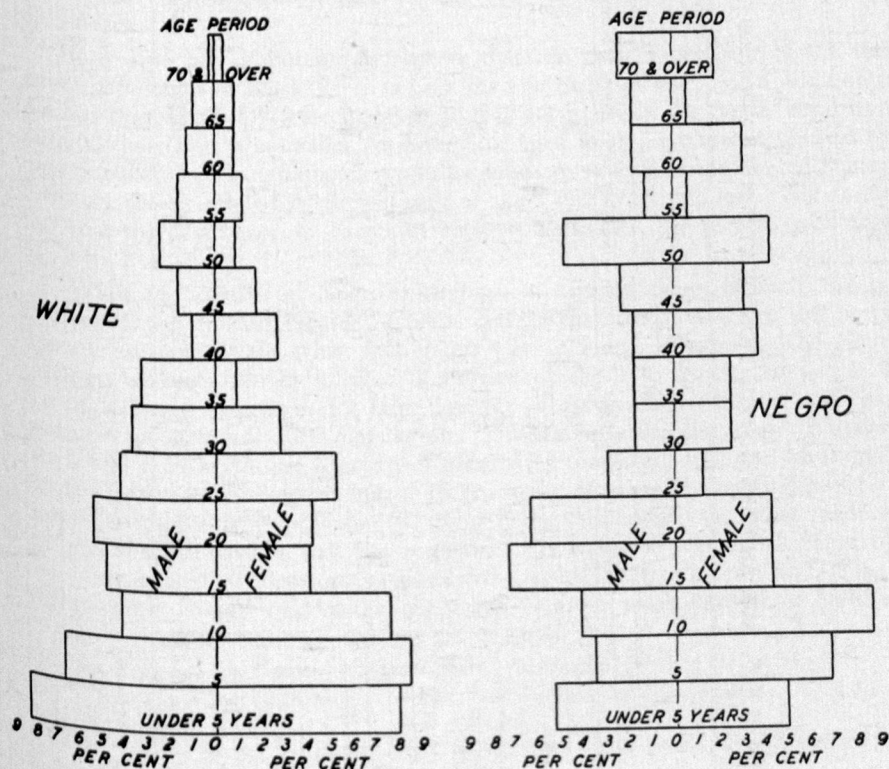 AGE PERIOD
70 & OVER
65
60
55
50
45
40
35
30
25
20
15
10
5
UNDER 5 YEARS
WHITE
MALE
FEMALE
9 8 7 6 5 4 3 2 1 0 1 2 3 4 5 6 7 8 9
PER CENT PER CENT
AGE PERIOD
70 & OVER
65
60
55
50
45
40
35
30
25
20
15
10
5
UNDER 5 YEARS
NEGRO
MALE
FEMALE
9 8 7 6 5 4 3 2 1 0 1 2 3 4 5 6 7 8 9
PER CENT PER CENT